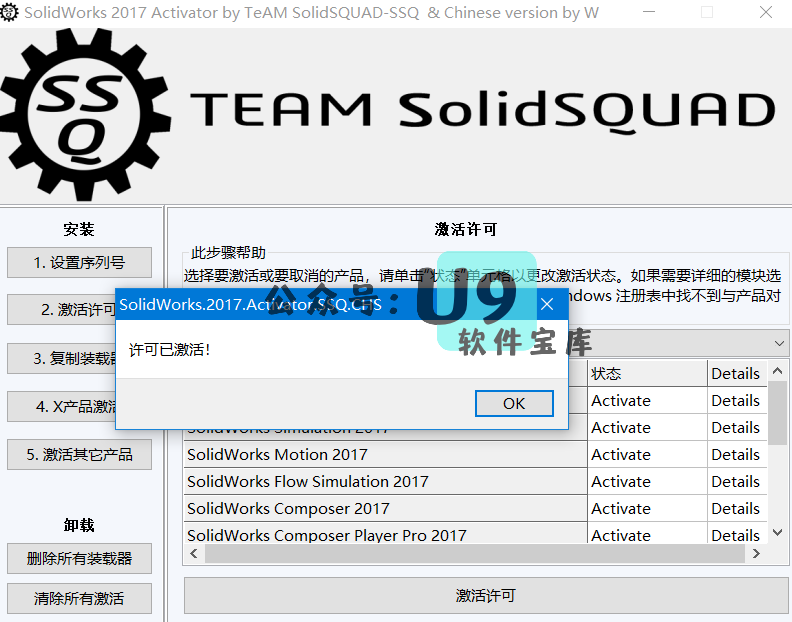 SolidWorks 2017 Activator by TeAM SolidSQUAD-SSQ & Chinese version by W
SSQ
TEAM SolidSQUAD
安装
1. 设置序列号
2. 激活许可
3. 复制装载器
4. X产品激活
5. 激活其它产品
卸载
删除所有装载器
清除所有激活
激活许可
此步骤帮助
选择要激活或要取消的产品，请单击"状态"单元格以更改激活状态。如果需要详细的模块选
ndows 注册表中找不到与产品对
SolidWorks.2017.Activator.SSQ.CHS
许可已激活！
OK
公众号：U9
软件宝库
状态 Details
Activate Details
SolidWorks Simulation 2017 Activate Details
SolidWorks Motion 2017 Activate Details
SolidWorks Flow Simulation 2017 Activate Details
SolidWorks Composer 2017 Activate Details
SolidWorks Composer Player Pro 2017 Activate Details
激活许可